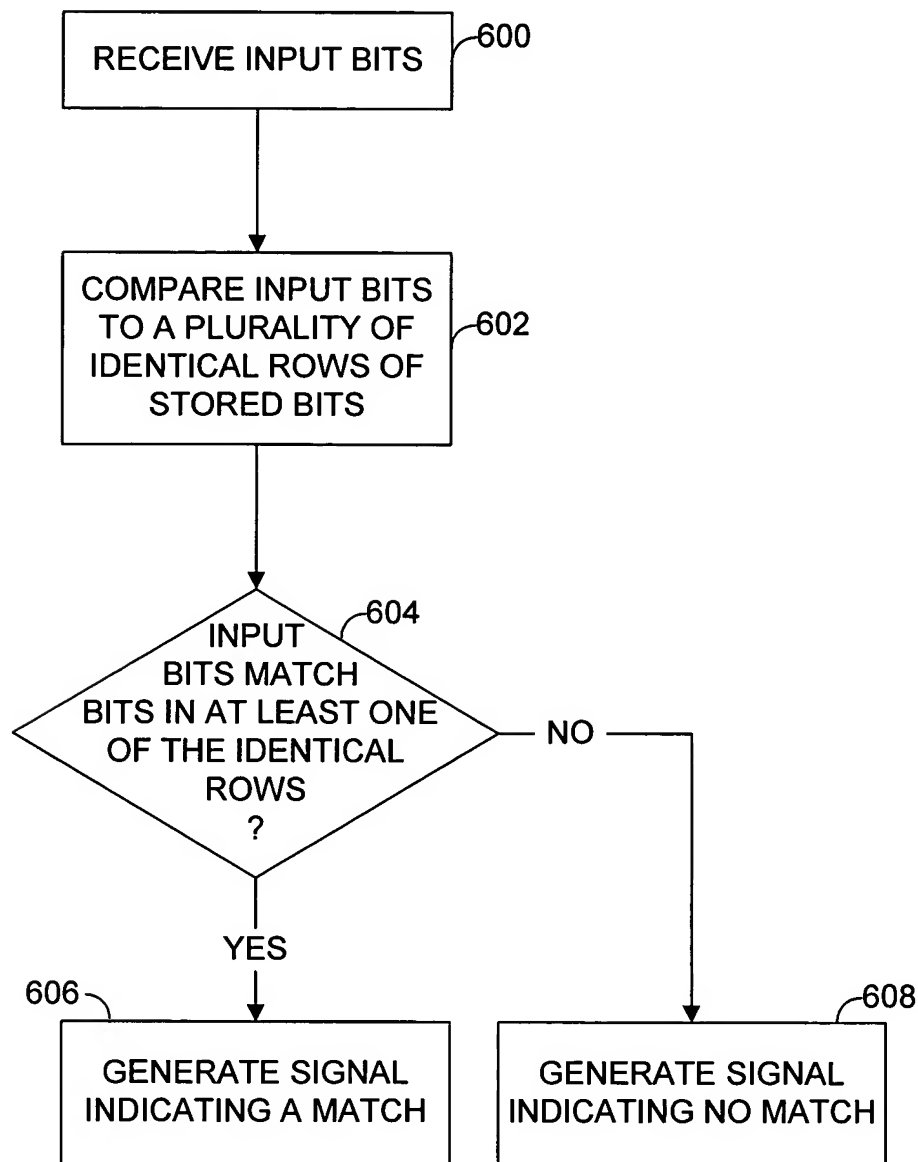 RECEIVE INPUT BITS
600
COMPARE INPUT BITS
TO A PLURALITY OF
IDENTICAL ROWS OF
STORED BITS
602
604
INPUT
BITS MATCH
BITS IN AT LEAST ONE
OF THE IDENTICAL
ROWS
?
NO
YES
606
GENERATE SIGNAL
INDICATING A MATCH
608
GENERATE SIGNAL
INDICATING NO MATCH